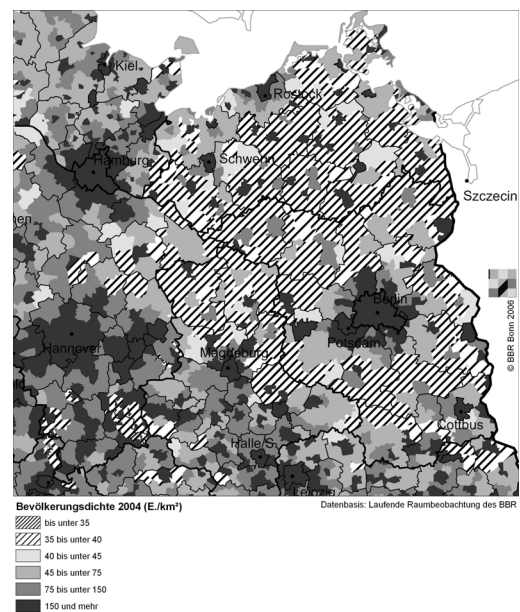 Kiel
Rostock
Hamburg
Schwerin
Szczecin
Berlin
Hannover
Potsdam
Magdeburg
© BBR Bonn 2006
Cottbus
Halle/S.
Leipzig
Bevölkerungsdichte 2004 (E./km²)
Datenbasis: Laufende Raumbeobachtung des BBR
bis unter 35
35 bis unter 40
40 bis unter 45
45 bis unter 75
75 bis unter 150
150 und mehr